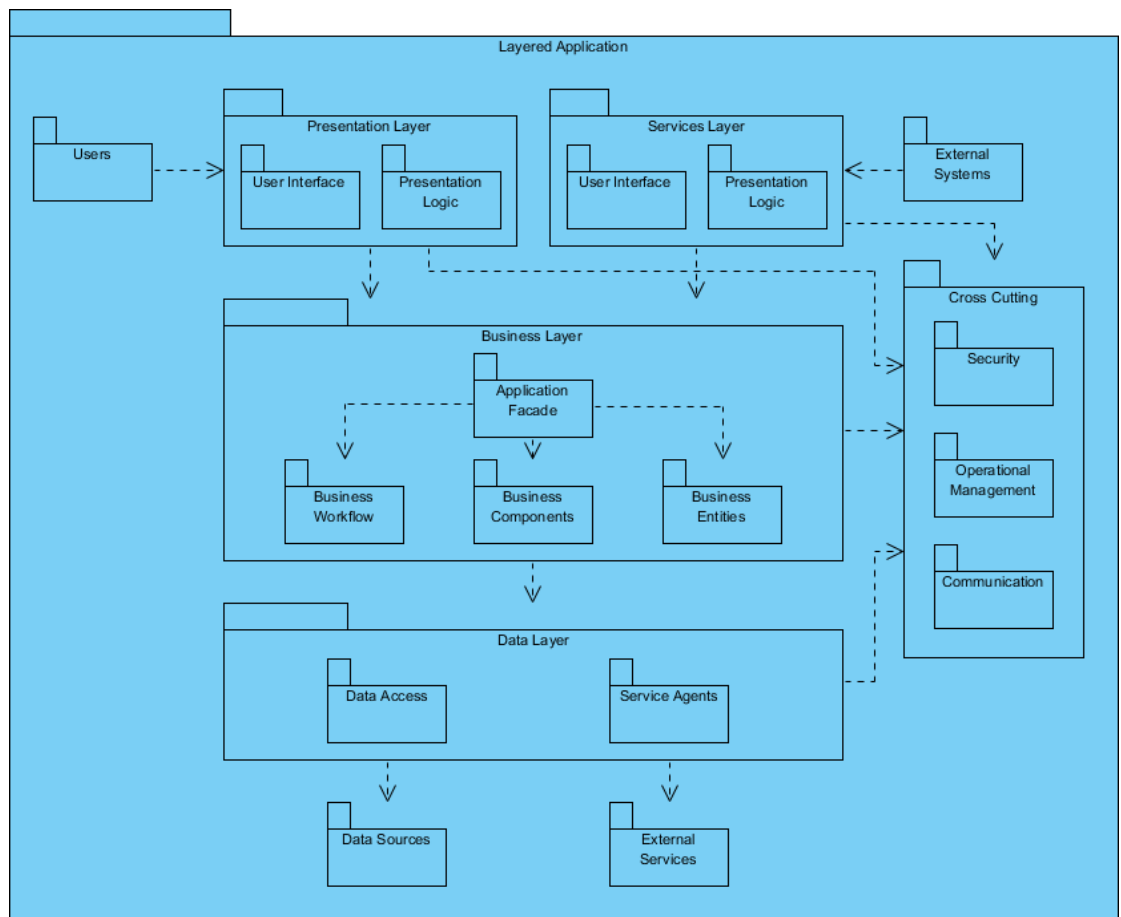 Layered Application
Presentation Layer
Services Layer
Users
External
Systems
User Interface
Presentation
Logic
User Interface
Presentation
Logic
Cross Cutting
Business Layer
Security
Application
Facade
Operational
Management
Business
Workflow
Business
Components
Business
Entities
Communication
Data Layer
Data Access
Service Agents
Data Sources
External
Services